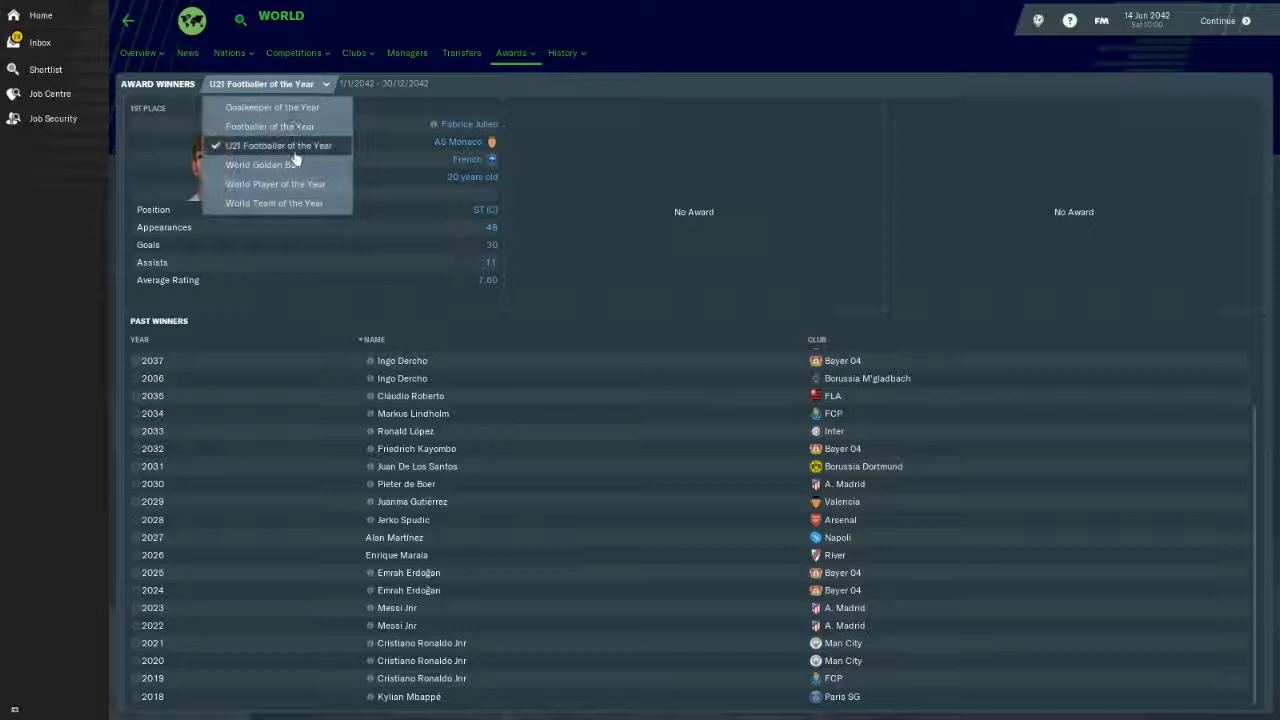 Home
Inbox
74
Shortlist
Job Centre
Job Security
WORLD
14 Jun 2042
Sat 10:00
FM
Continue
Overview News Nations Competitions Clubs Managers Transfers Awards History
AWARD WINNERS U21 Footballer of the Year 1/1/2042 - 30/12/2042
Goalkeeper of the Year
Footballer of the Year
U21 Footballer of the Year
World Golden
World Player of the Year
World Team of the Year
1ST PLACE
Fabrice Julien
AS Monaco
French
20 years old
Position ST (C)
Appearances 48
Goals 30
Assists 11
Average Rating 7.60
No Award
No Award
PAST WINNERS
YEAR NAME CLUB
2037 Ingo Dercho Bayer 04
2036 Ingo Dercho Borussia M'gladbach
2035 Cláudio Roberto FLA
2034 Markus Lindholm FCP
2033 Ronald López Inter
2032 Friedrich Kayombo Bayer 04
2031 Juan De Los Santos Borussia Dortmund
2030 Pieter de Boer A. Madrid
2029 Juanma Gutiérrez Valencia
2028 Jerko Spudic Arsenal
2027 Alan Martínez Napoli
2026 Enrique Maraia River
2025 Emrah Erdoğan Bayer 04
2024 Emrah Erdoğan Bayer 04
2023 Messi Jnr A. Madrid
2022 Messi Jnr A. Madrid
2021 Cristiano Ronaldo Jnr Man City
2020 Cristiano Ronaldo Jnr Man City
2019 Cristiano Ronaldo Jnr FCP
2018 Kylian Mbappé Paris SG